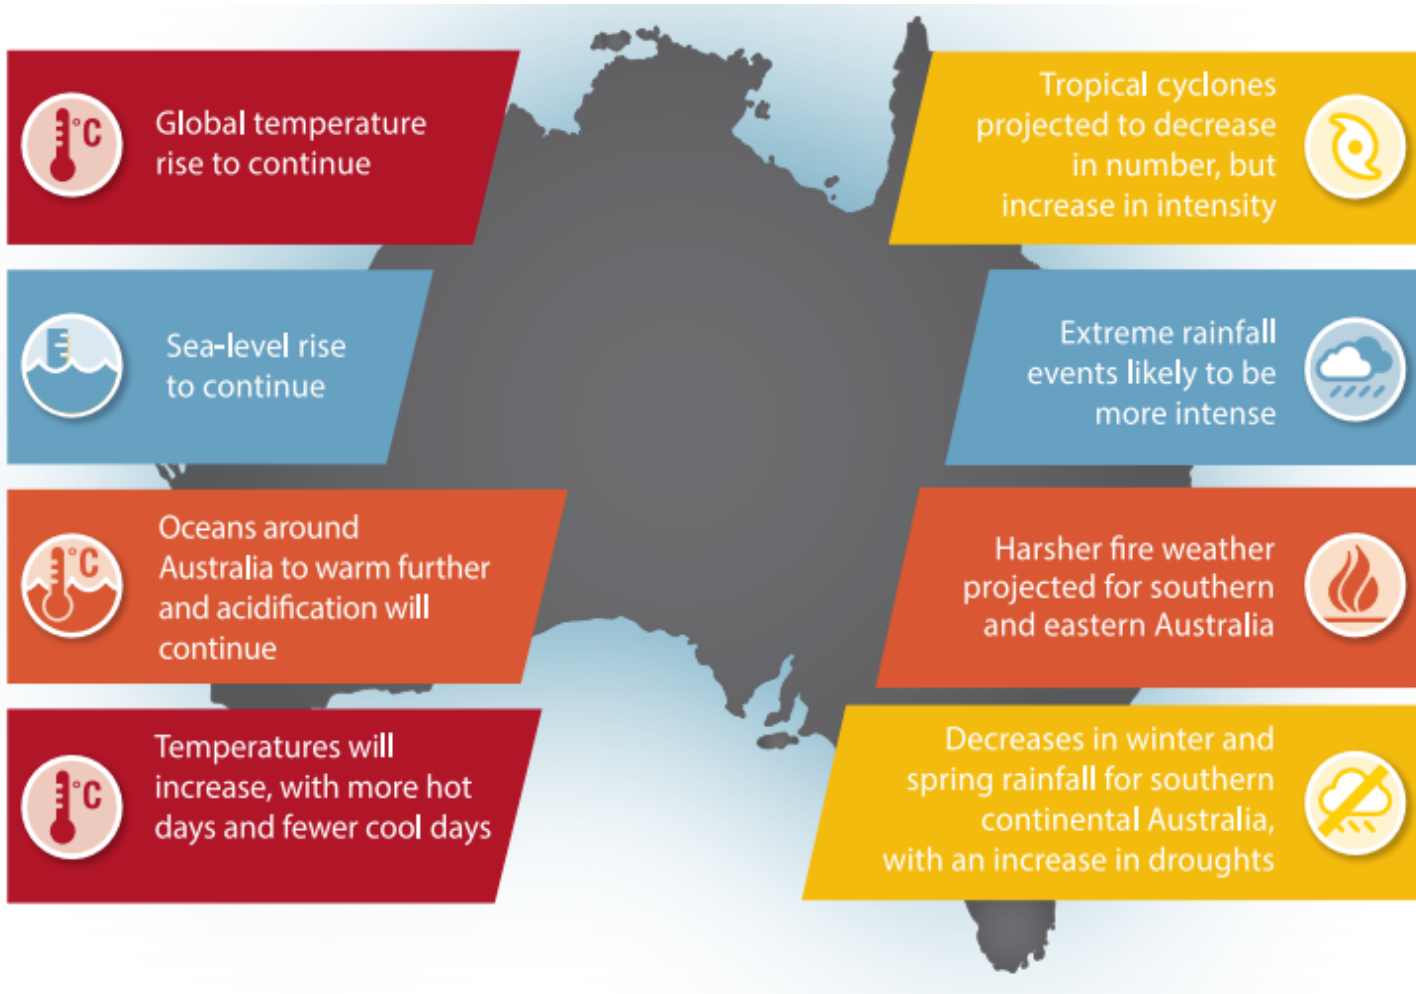 °C
Global temperature
rise to continue
Sea-level rise
to continue
°C
Oceans around
Australia to warm further
and acidification will
continue
°C
Temperatures will
increase, with more hot
days and fewer cool days
Tropical cyclones
projected to decrease
in number, but
increase in intensity
Extreme rainfall
events likely to be
more intense
Harsher fire weather
projected for southern
and eastern Australia
Decreases in winter and
spring rainfall for southern
continental Australia,
with an increase in droughts